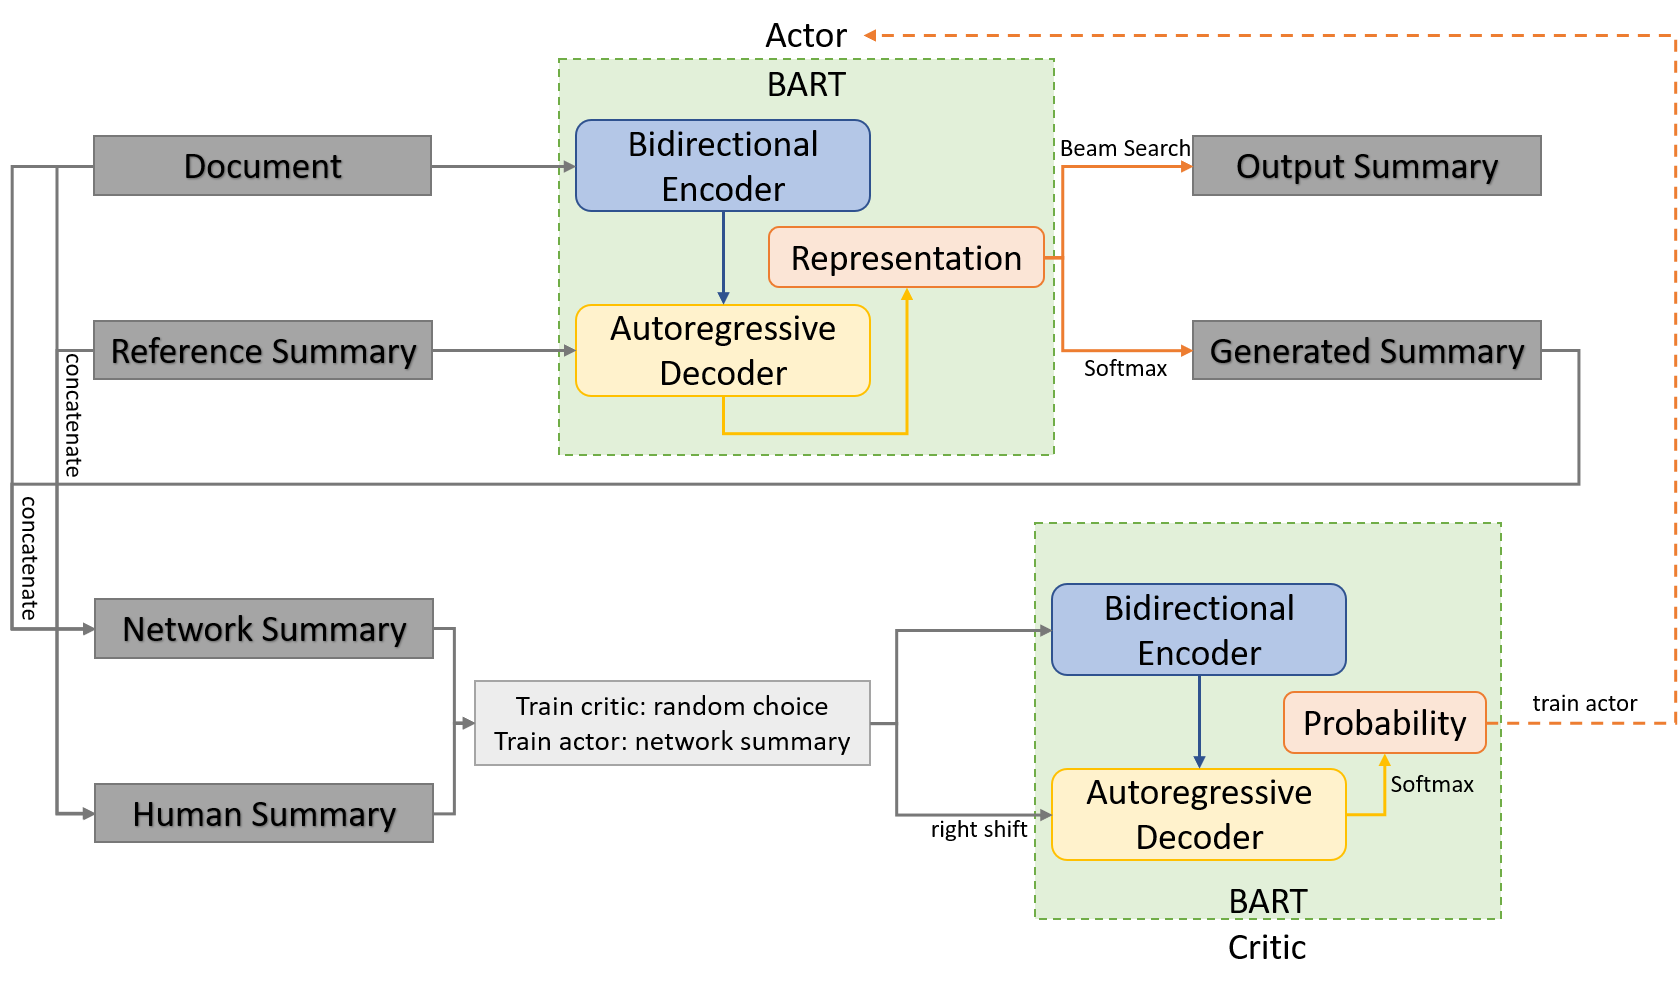 Actor
BART
Document
Bidirectional
Encoder
Beam Search
Output Summary
Representation
Reference Summary
Autoregressive
Decoder
Softmax
Generated Summary
concatenate
concatenate
Network Summary
Human Summary
Train critic: random choice
Train actor: network summary
right shift
Bidirectional
Encoder
Probability
train actor
Softmax
Autoregressive
Decoder
BART
Critic